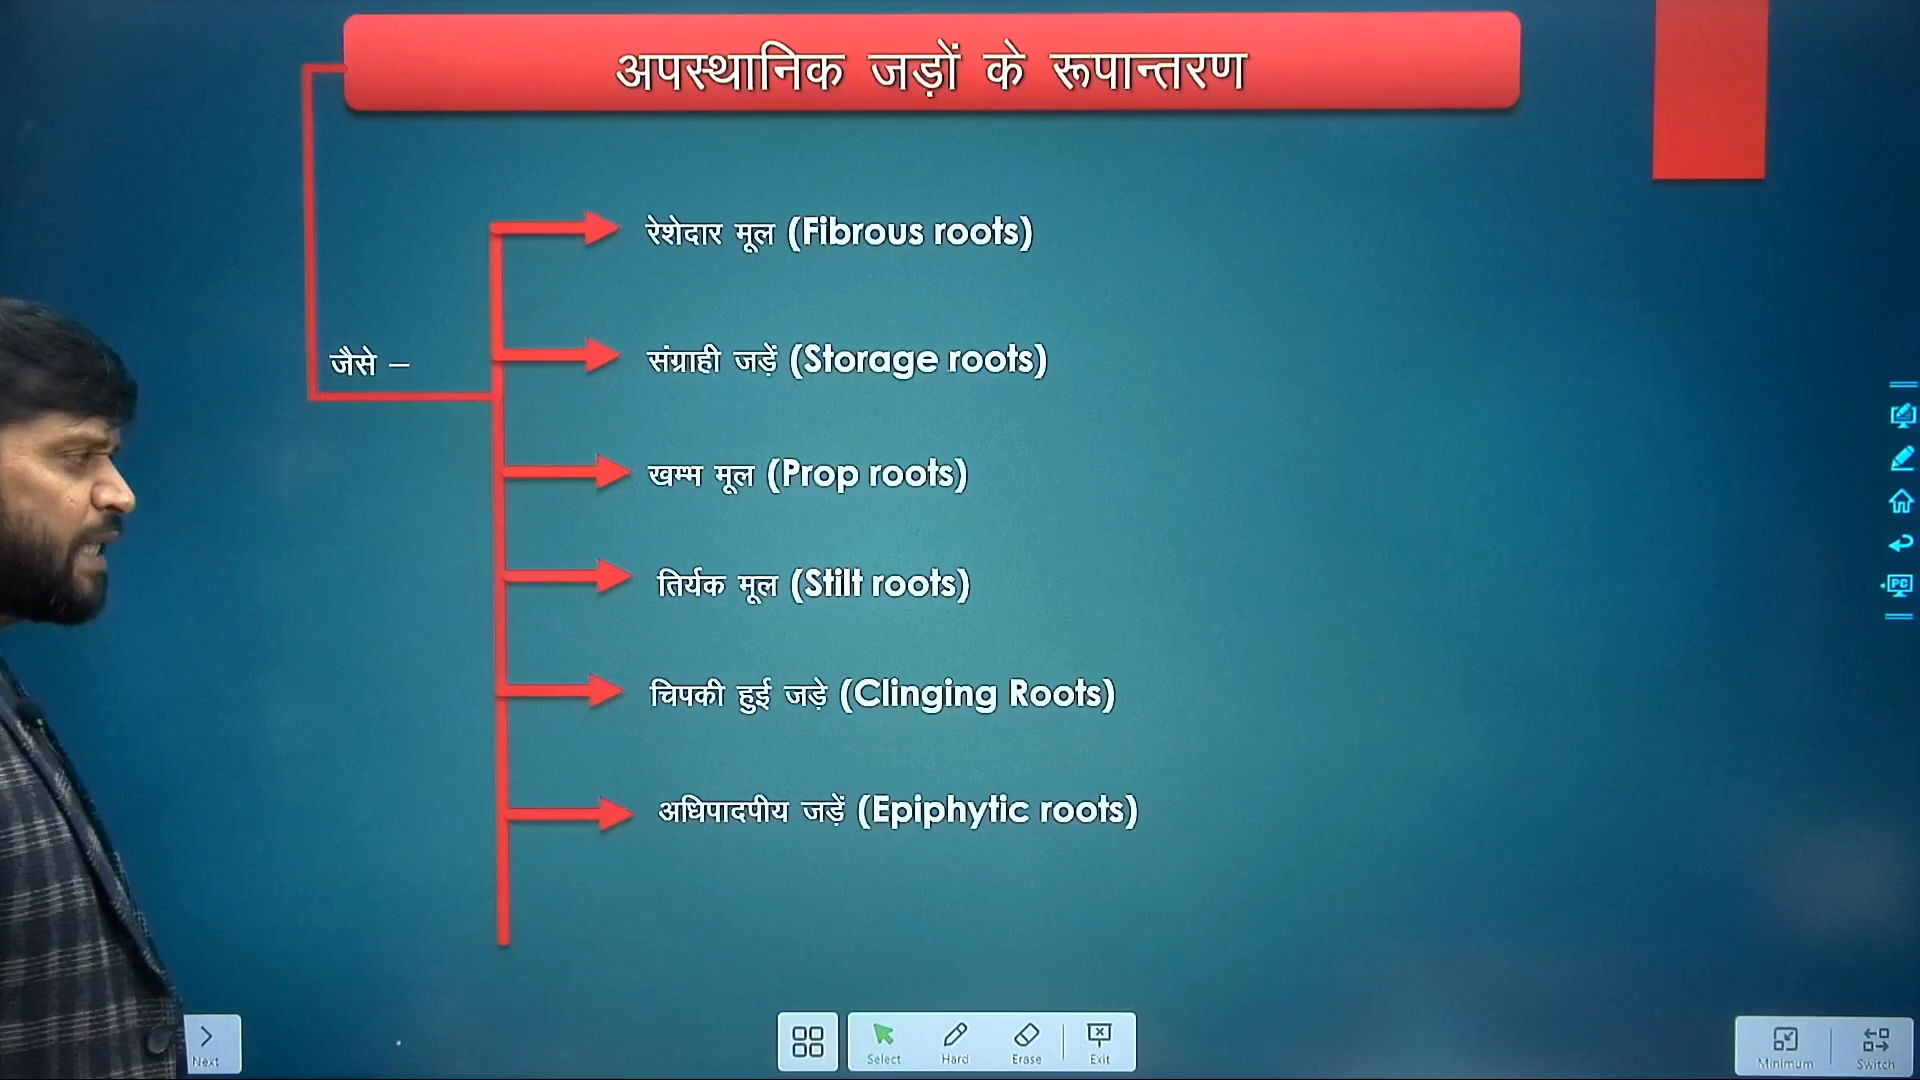 अपस्थानिक जड़ों के रूपान्तरण
रेशेदार मूल (Fibrous roots)
जैसे –
संग्राही जड़ें (Storage roots)
खम्भ मूल (Prop roots)
तिर्यक मूल (Stilt roots)
चिपकी हुई जड़े (Clinging Roots)
अधिपादपीय जड़ें (Epiphytic roots)
PC
Next
Select
Hard
Erase
Exit
Minimum
Switch